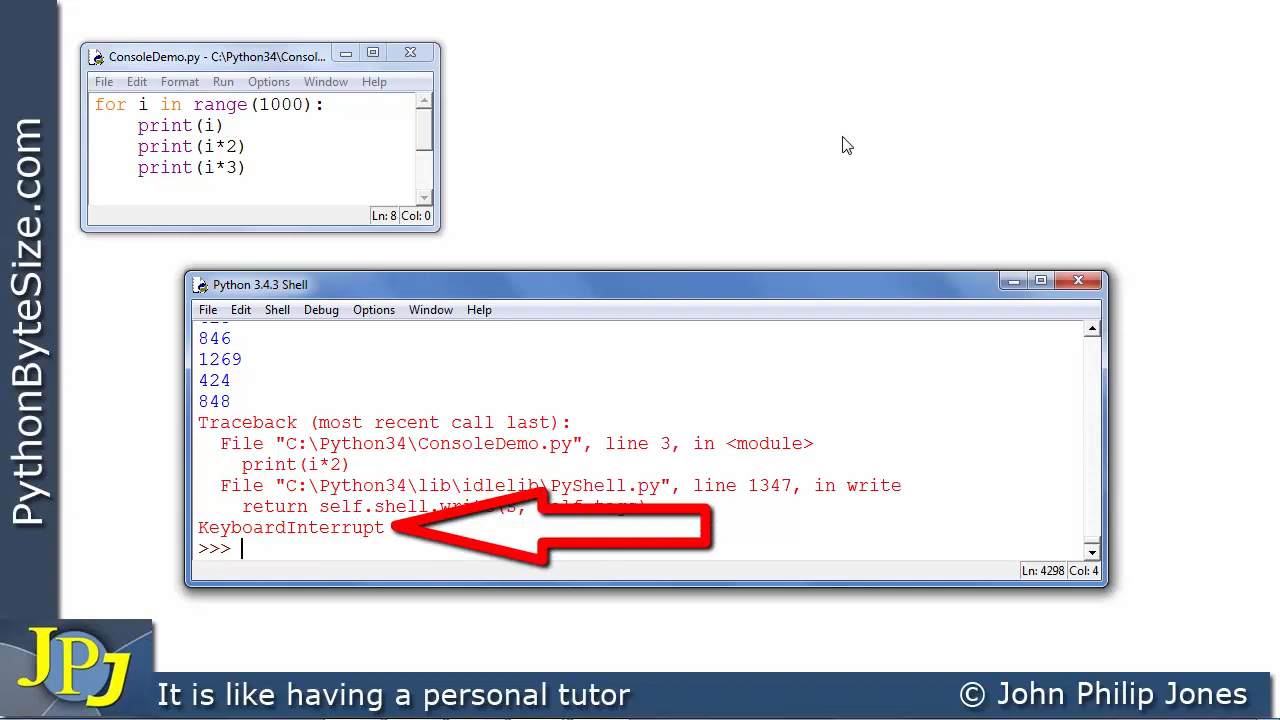 PythonByteSize.com
ConsoleDemo.py - C:\Python34\Consol...
File Edit Format Run Options Window Help
for i in range(1000):
    print(i)
    print(i*2)
    print(i*3)
Ln: 8 Col: 0
Python 3.4.3 Shell
File Edit Shell Debug Options Window Help
846
1269
424
848
Traceback (most recent call last):
  File "C:\Python34\ConsoleDemo.py", line 3, in <module>
    print(i*2)
  File "C:\Python34\lib\idlelib\PyShell.py", line 1347, in write
    return self.shell.write(s, self.tags)
KeyboardInterrupt
>>>
Ln: 4298 Col: 4
JPJ
It is like having a personal tutor
© John Philip Jones